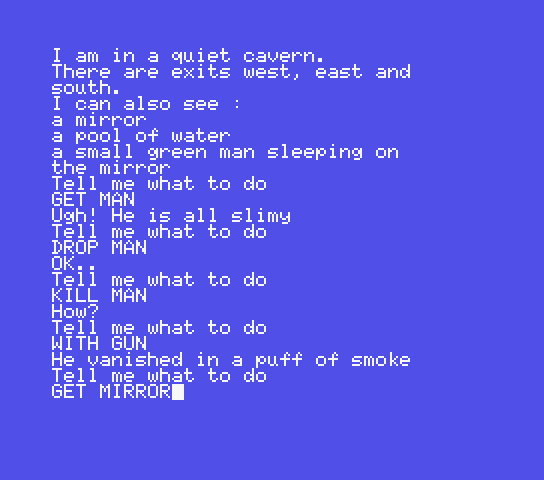 I am in a quiet cavern.
There are exits west, east and
south.
I can also see :
a mirror
a pool of water
a small green man sleeping on
the mirror
Tell me what to do
GET MAN
Ugh! He is all slimy
Tell me what to do
DROP MAN
OK..
Tell me what to do
KILL MAN
How?
Tell me what to do
WITH GUN
He vanished in a puff of smoke
Tell me what to do
GET MIRROR